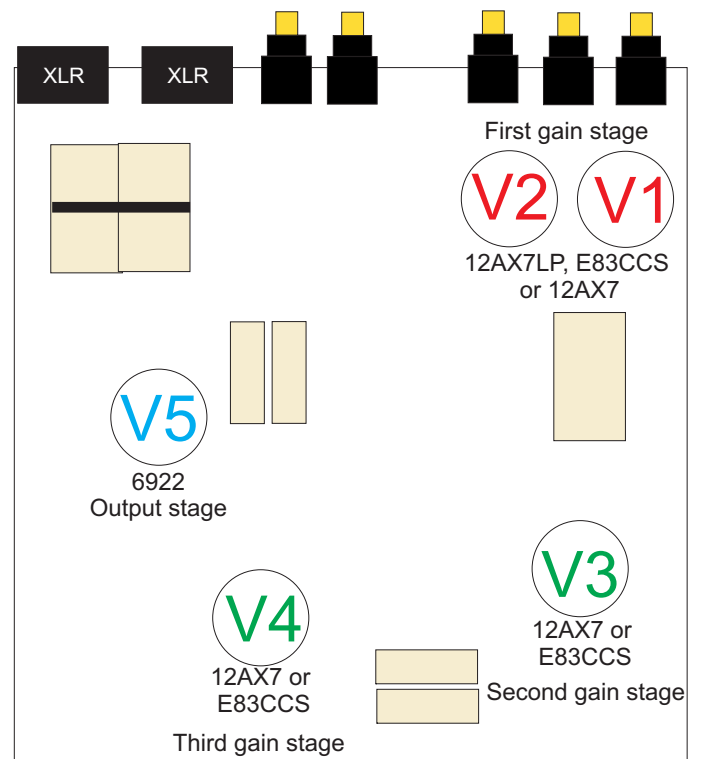 XLR
XLR
First gain stage
V2
V1
12AX7LP, E83CCS
or 12AX7
V5
6922
Output stage
V3
12AX7 or
E83CCS
Second gain stage
V4
12AX7 or
E83CCS
Third gain stage